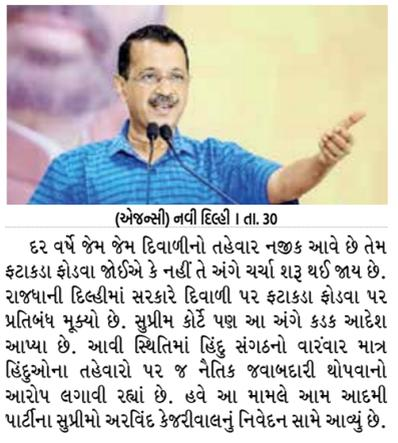 (એજન્સી) નવી દિલ્હી । તા. 30
દર વર્ષે જેમ જેમ દિવાળીનો તહેવાર નજીક આવે છે તેમ
ફટાકડા ફોડવા જોઈએ કે નહીં તે અંગે ચર્ચા શરૂ થઈ જાય છે.
રાજધાની દિલ્હીમાં સરકારે દિવાળી પર ફટાકડા ફોડવા પર
પ્રતિબંધ મૂક્યો છે. સુપ્રીમ કોર્ટે પણ આ અંગે કડક આદેશ
આપ્યા છે. આવી સ્થિતિમાં હિંદુ સંગઠનો વારંવાર માત્ર
હિંદુઓના તહેવારો પર જ નૈતિક જવાબદારી થોપવાનો
આરોપ લગાવી રહ્યાં છે. હવે આ મામલે આમ આદમી
પાર્ટીના સુપ્રીમો અરવિંદ કેજરીવાલનું નિવેદન સામે આવ્યું છે.